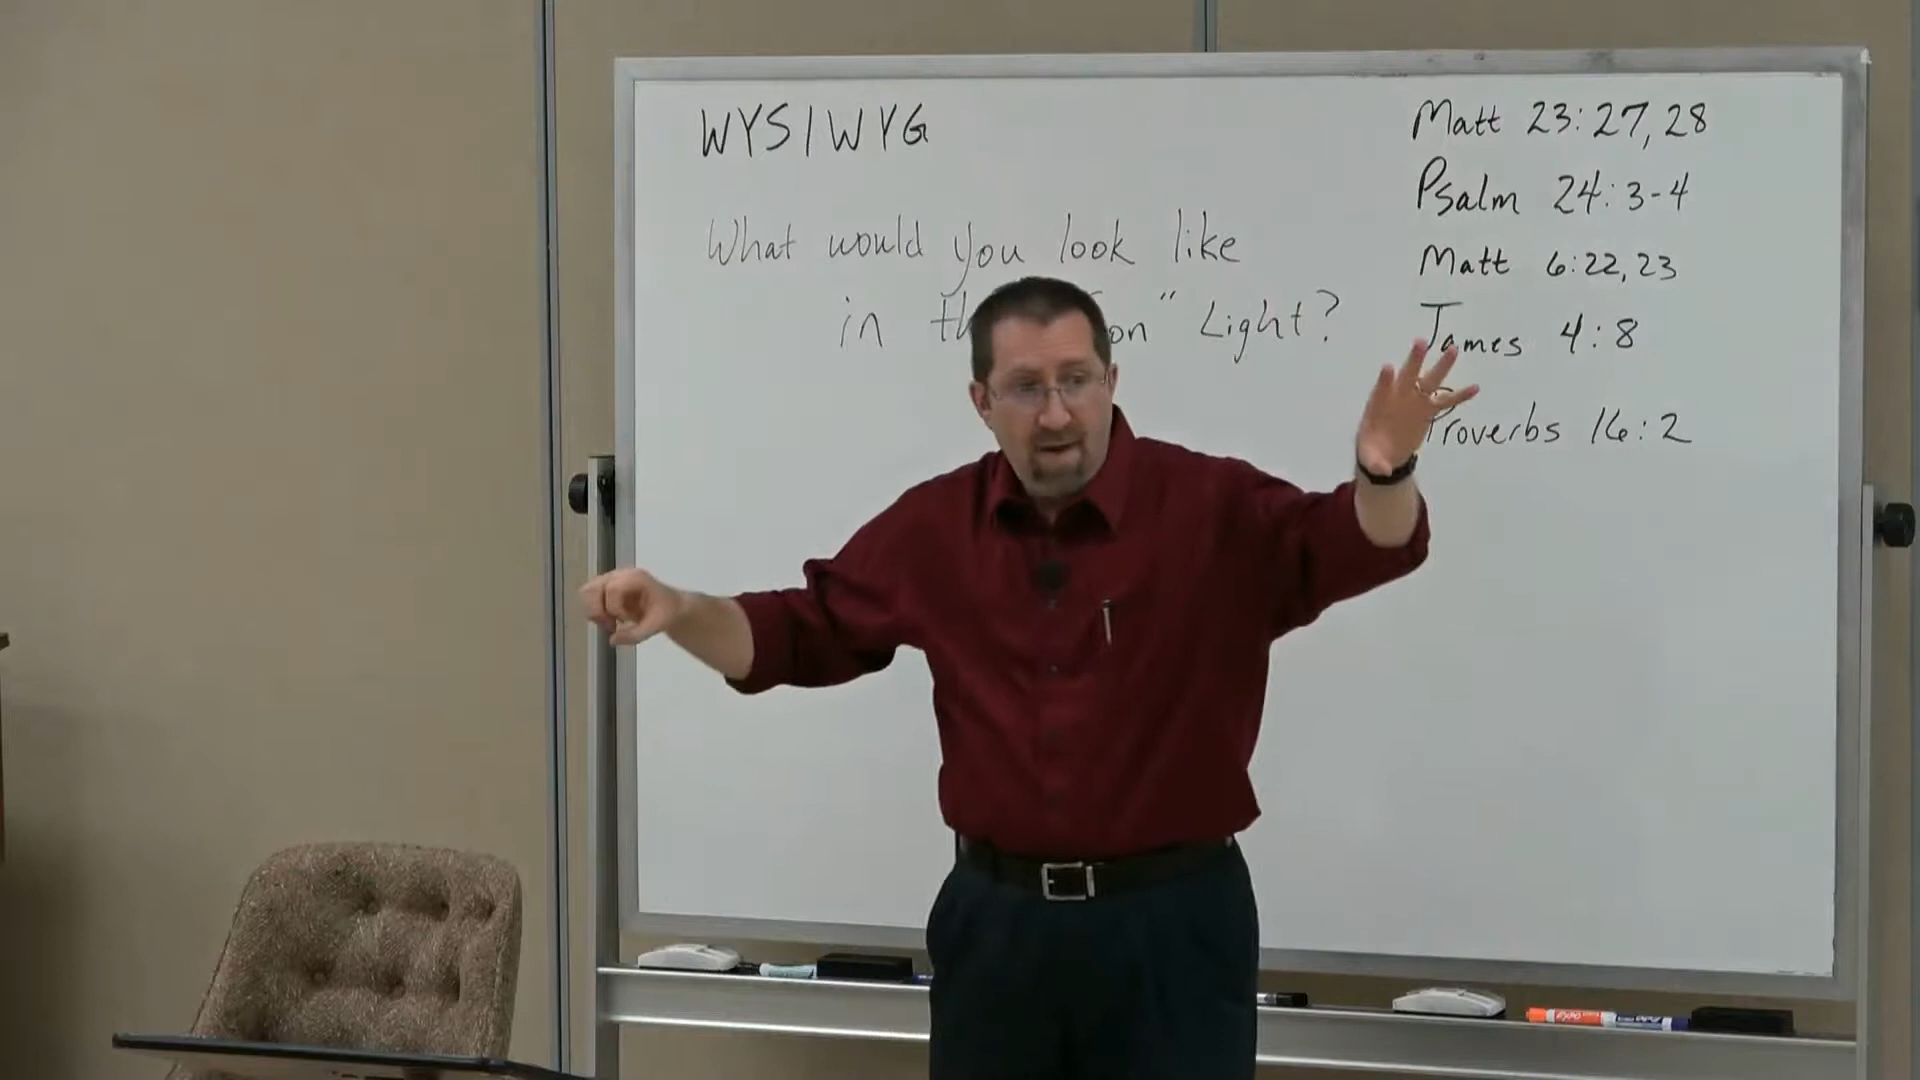 WYSIWYG
What would you look like
in on" Light?
Matt 23:27,28
Psalm 24:3-4
Matt 6:22,23
James 4:8
Proverbs 16:2